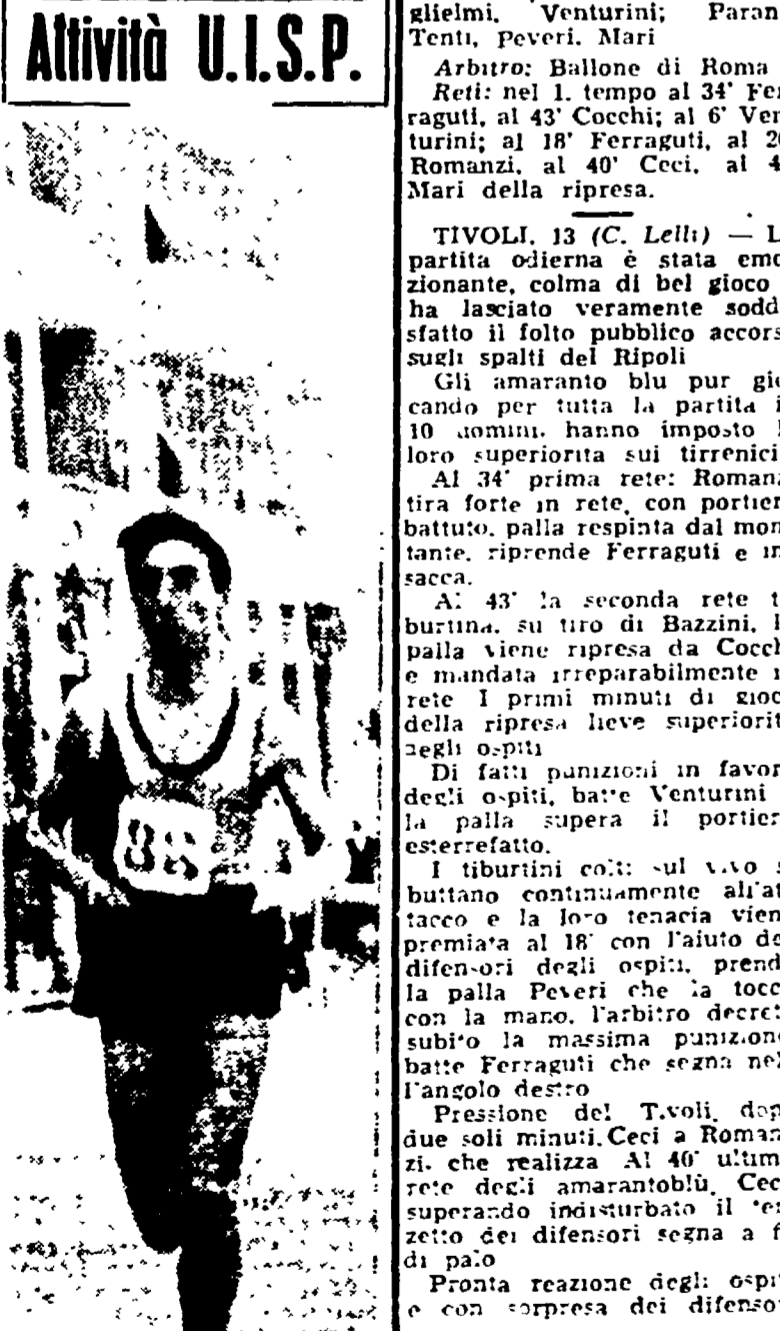 Attività U.I.S.P.
88
glielmi. Venturini; Paran
Tenti, Peveri. Mari
Arbitro: Ballone di Roma
Reti: nel 1. tempo al 34' Fer
raguti, al 43' Cocchi; al 6' Ven
turini; al 18' Ferraguti, al 20
Romanzi, al 40' Ceci, al 4
Mari della ripresa.
TIVOLI, 13 (C. Lelli) — L
partita odierna è stata emo
zionante, colma di bel gioco
ha lasciato veramente sodd
sfatto il folto pubblico accors
sugli spalti del Ripoli
Gli amaranto blu pur gio
cando per tutta la partita i
10 uomini. hanno imposto l
loro superiorita sui tirrenici
Al 34' prima rete: Romanz
tira forte in rete, con portier
battuto. palla respinta dal mon
tante. riprende Ferraguti e in
sacca.
Al 43' la seconda rete t
burtina. su tiro di Bazzini. l
palla viene ripresa da Cocch
e mandata irreparabilmente i
rete I primi minuti di gioc
della ripresa lieve superiorit
negli ospiti
Di fatti punizioni in favor
degli ospiti, batte Venturini
la palla supera il portier
esterrefatto.
I tiburtini colti sul vivo s
buttano continuamente all'at
tacco e la loro tenacia vien
premiata al 18' con l'aiuto de
difensori degli ospiti. prend
la palla Peveri che la tocc
con la mano. l'arbitro decret
subito la massima punizione
batte Ferraguti che segna nel
l'angolo destro
Pressione del Tivoli, dop
due soli minuti. Ceci a Roman
zi. che realizza Al 40' ultim
rete degli amarantoblù, Cec
superando indisturbato il ter
zetto dei difensori segna a f
di palo
Pronta reazione degli ospit
e con sorpresa dei difensor